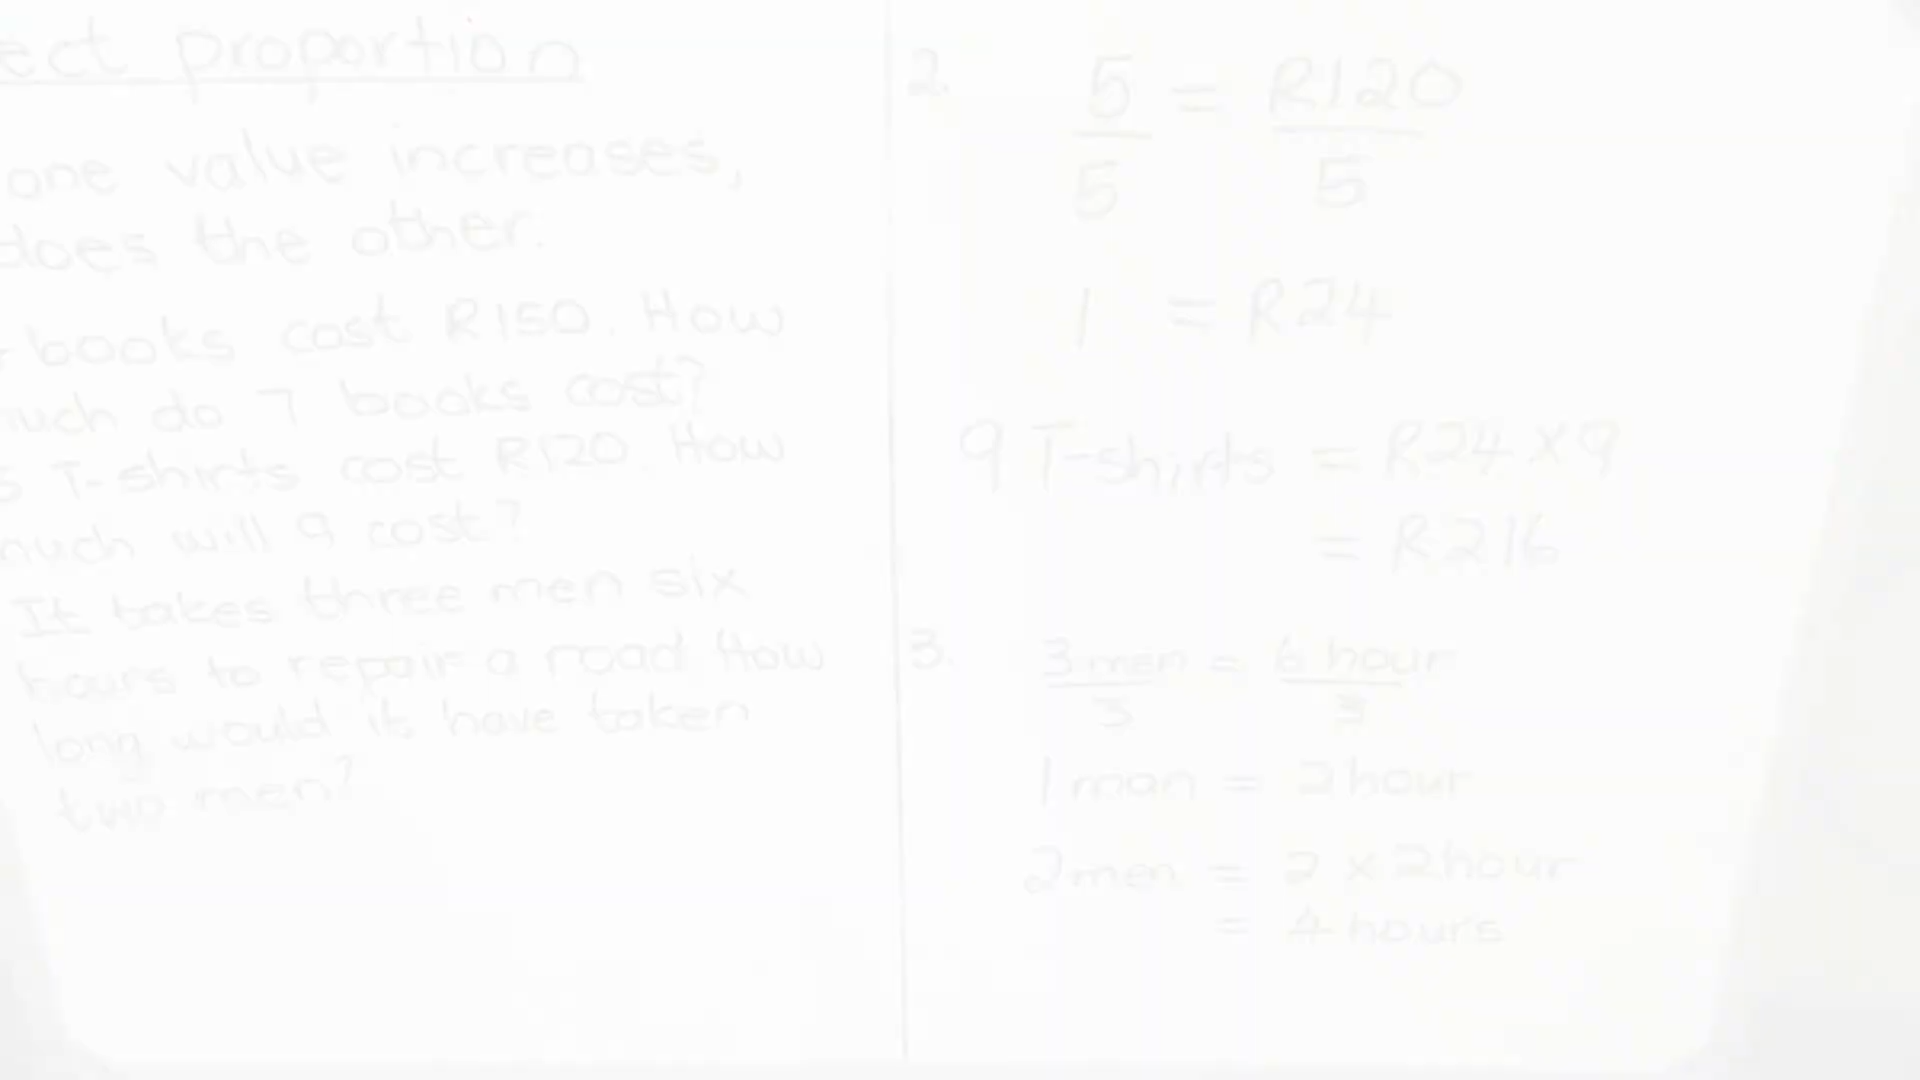 ect proportion
one value increases,
does the other.
books cost R150. How
uch do 7 books cost?
5 T-shirts cost R120. How
much will 9 cost?
It takes three men six
hours to repair a road How
long would it have taken
two men?
2. 5 = R120
5 5
1 = R24
9 T-shirts = R24 x 9
= R216
3. 3 men = 6 hour
3 3
1 man = 2 hour
2 men = 2 x 2 hour
= 4 hours